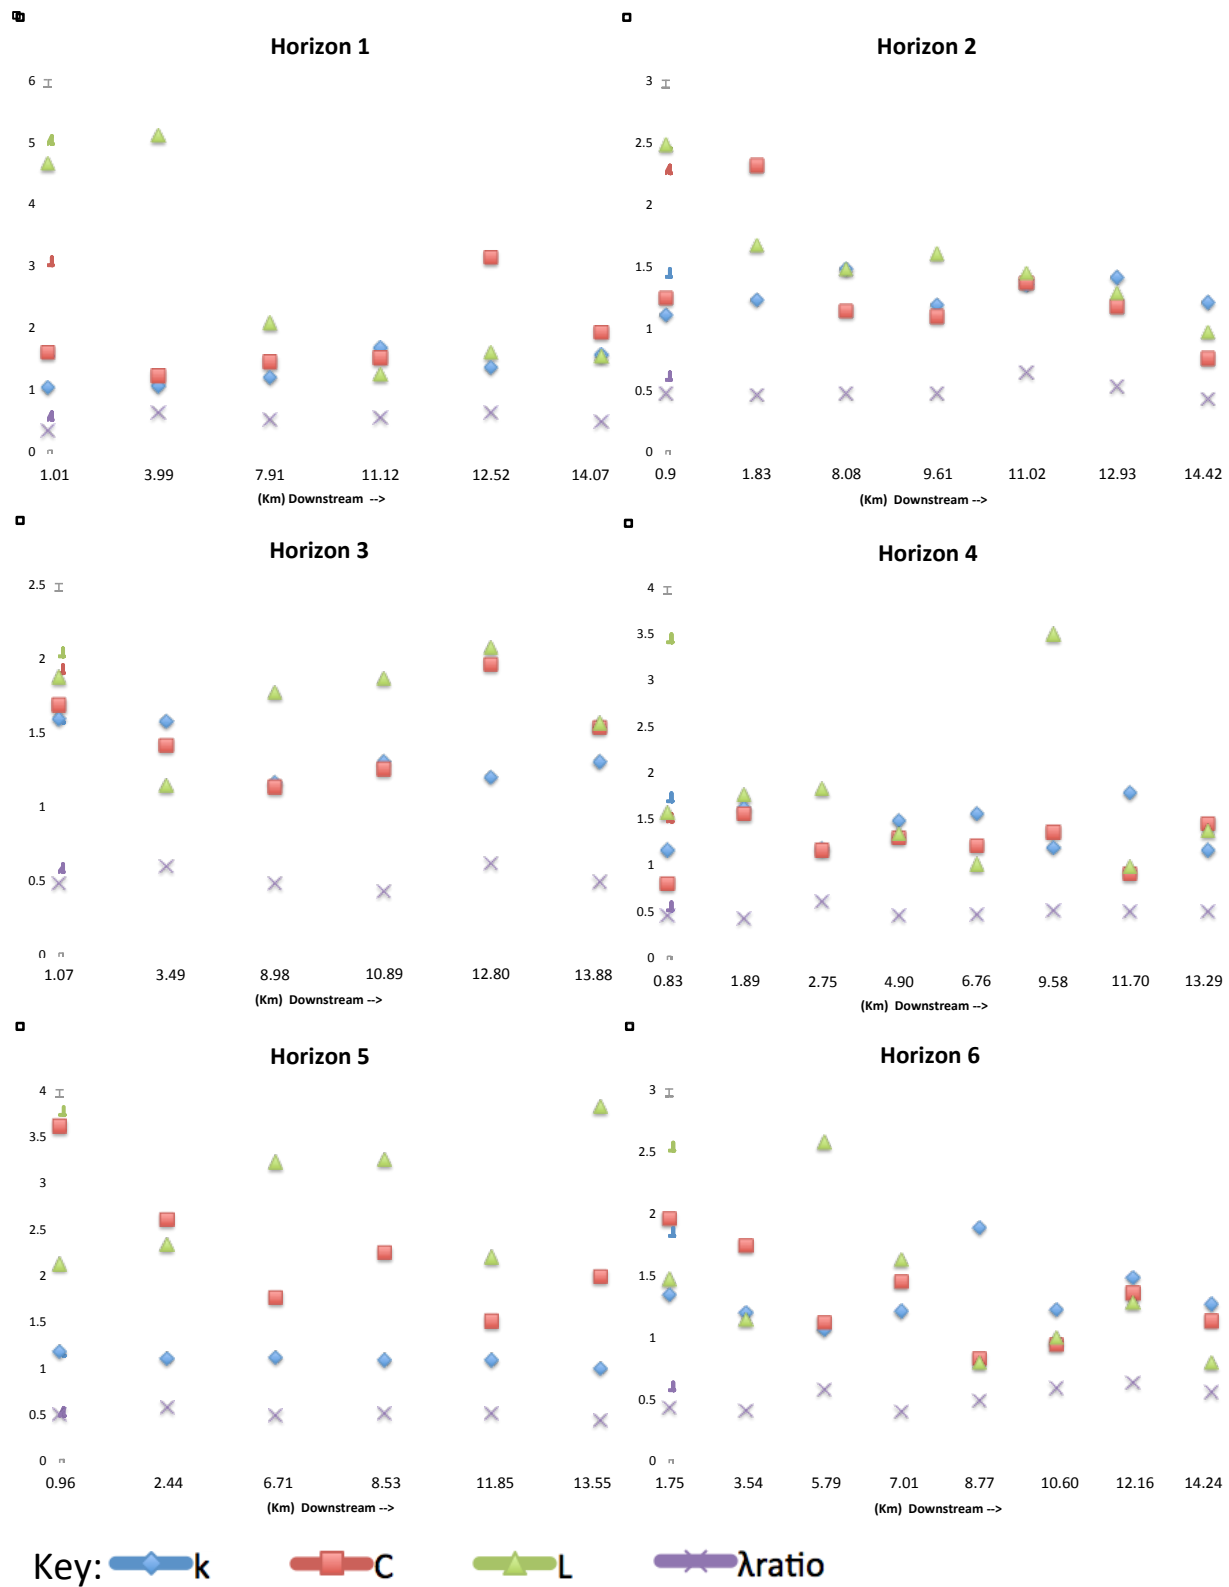 Horizon 1
6
5
4
3
2
1
0
1.01 3.99 7.91 11.12 12.52 14.07
(Km) Downstream -->
Horizon 2
3
2.5
2
1.5
1
0.5
0
0.9 1.83 8.08 9.61 11.02 12.93 14.42
(Km) Downstream -->
Horizon 3
2.5
2
1.5
1
0.5
0
1.07 3.49 8.98 10.89 12.80 13.88
(Km) Downstream -->
Horizon 4
4
3.5
3
2.5
2
1.5
1
0.5
0
0.83 1.89 2.75 4.90 6.76 9.58 11.70 13.29
(Km) Downstream -->
Horizon 5
4
3.5
3
2.5
2
1.5
1
0.5
0
0.96 2.44 6.71 8.53 11.85 13.55
(Km) Downstream -->
Horizon 6
3
2.5
2
1.5
1
0.5
0
1.75 3.54 5.79 7.01 8.77 10.60 12.16 14.24
(Km) Downstream -->
Key: k C L λratio